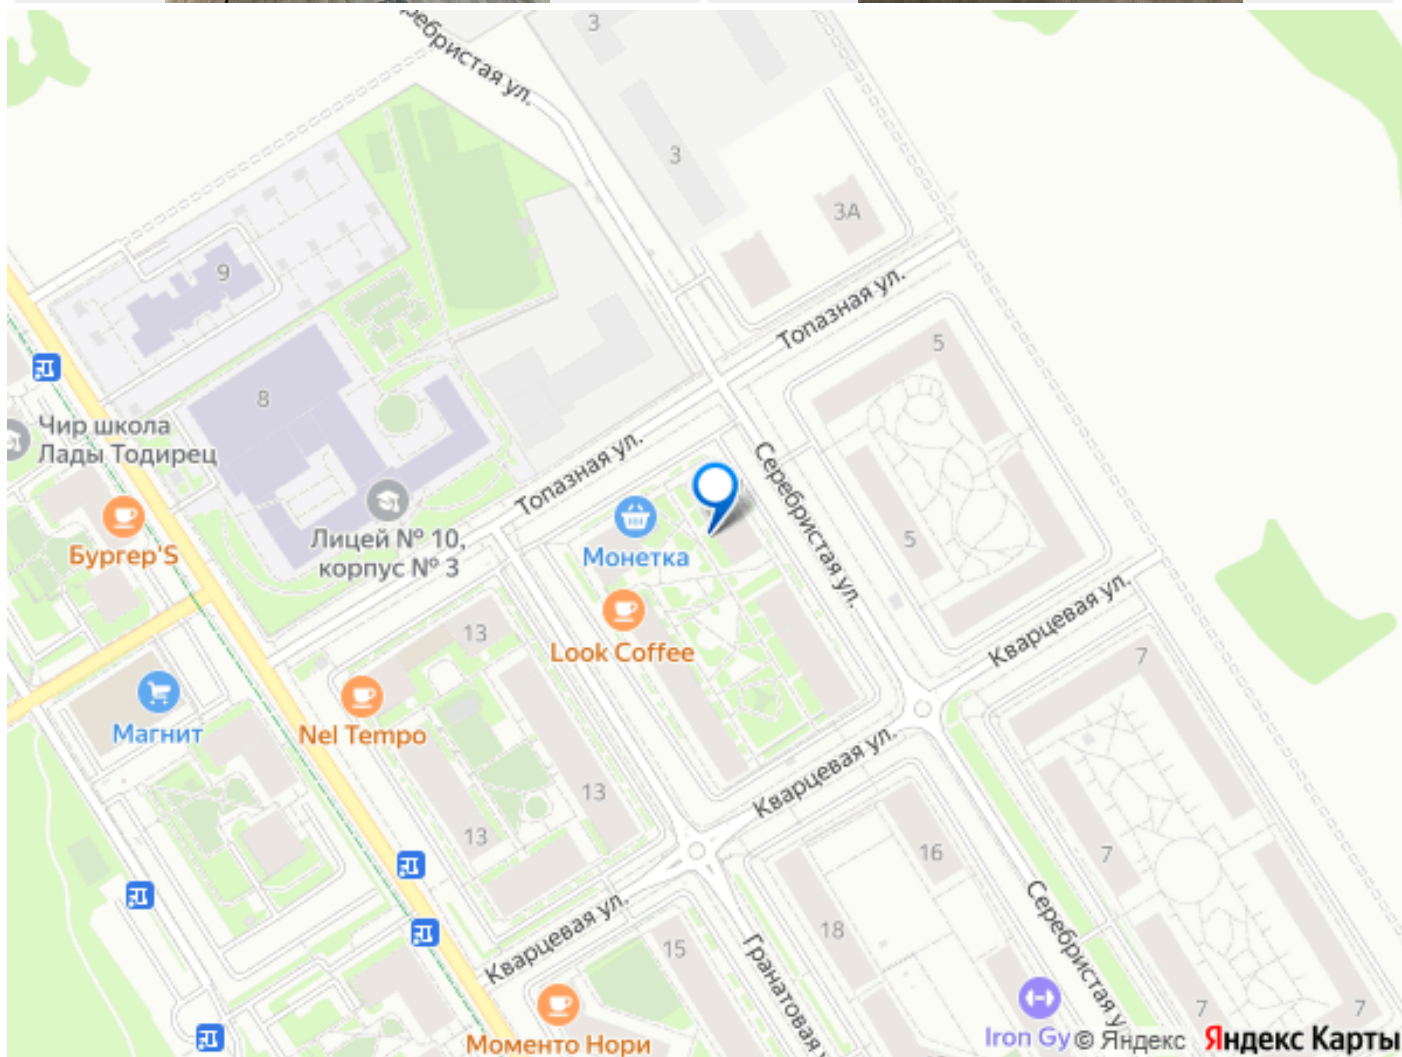 Серебристая ул.
3
3
3А
9
Топазная ул.
5
8
Чир школа
Лады Тодирец
Топазная ул.
Серебристая ул.
Бургер'S
Лицей № 10,
корпус № 3
Монетка
5
Look Coffee
13
Кварцевая ул.
7
Магнит
Nel Tempo
Кварцевая ул.
13
13
16
7
18
15
Кварцевая ул.
Гранатовая
Серебристая у
7
7
Моменто Нори
Iron Gy
© Яндекс
Яндекс Карты